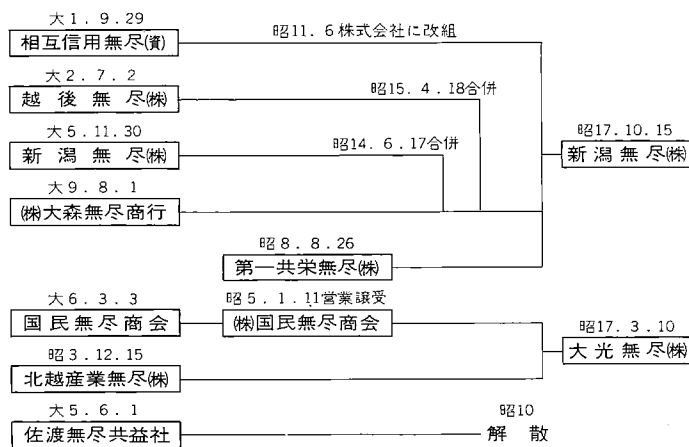 大1.9.29
相互信用無尽㈾
昭11.6株式会社に改組
大2.7.2
越後無尽㈱
昭15.4.18合併
大5.11.30
新潟無尽㈱
昭14.6.17合併
昭17.10.15
新潟無尽㈱
大9.8.1
㈱大森無尽商行
昭8.8.26
第一共栄無尽㈱
大6.3.3
国民無尽商会
昭5.1.11営業譲受
㈱国民無尽商会
昭17.3.10
大光無尽㈱
昭3.12.15
北越産業無尽㈱
大5.6.1
佐渡無尽共益社
昭10
解散